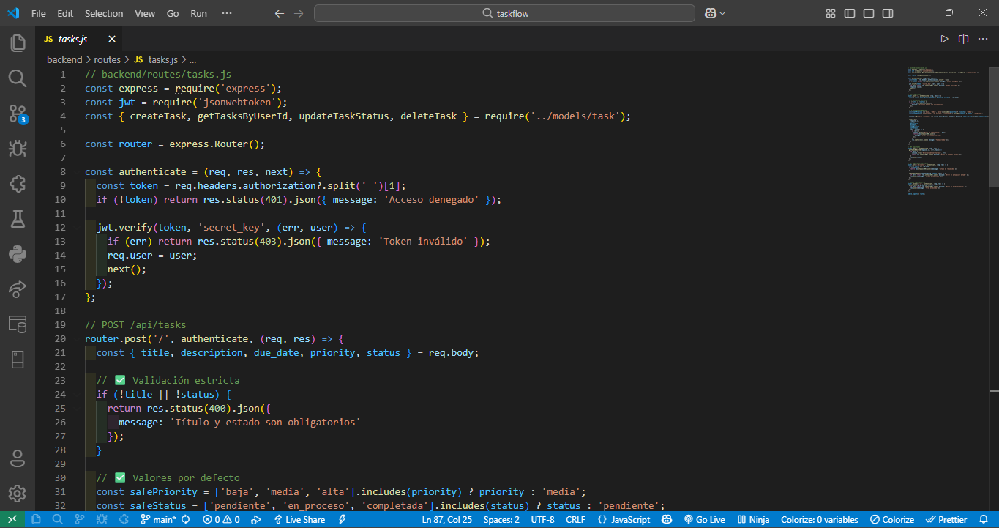 File Edit Selection View Go Run ··· taskflow
JS tasks.js
backend > routes > JS tasks.js > ...
1 // backend/routes/tasks.js
2 const express = require('express');
3 const jwt = require('jsonwebtoken');
4 const { createTask, getTasksByUserId, updateTaskStatus, deleteTask } = require('../models/task');
5
6 const router = express.Router();
7
8 const authenticate = (req, res, next) => {
9   const token = req.headers.authorization?.split(' ')[1];
10   if (!token) return res.status(401).json({ message: 'Acceso denegado' });
11
12   jwt.verify(token, 'secret_key', (err, user) => {
13     if (err) return res.status(403).json({ message: 'Token inválido' });
14     req.user = user;
15     next();
16   });
17 };
18
19 // POST /api/tasks
20 router.post('/', authenticate, (req, res) => {
21   const { title, description, due_date, priority, status } = req.body;
22
23   // ✅ Validación estricta
24   if (!title || !status) {
25     return res.status(400).json({
26       message: 'Título y estado son obligatorios'
27     });
28   }
29
30   // ✅ Valores por defecto
31   const safePriority = ['baja', 'media', 'alta'].includes(priority) ? priority : 'media';
32   const safeStatus = ['pendiente', 'en_proceso', 'completada'].includes(status) ? status : 'pendiente';
3
main* 0 0 Live Share Ln 87, Col 25 Spaces: 2 UTF-8 CRLF {} JavaScript Go Live Ninja Colorize: 0 variables Colorize Prettier